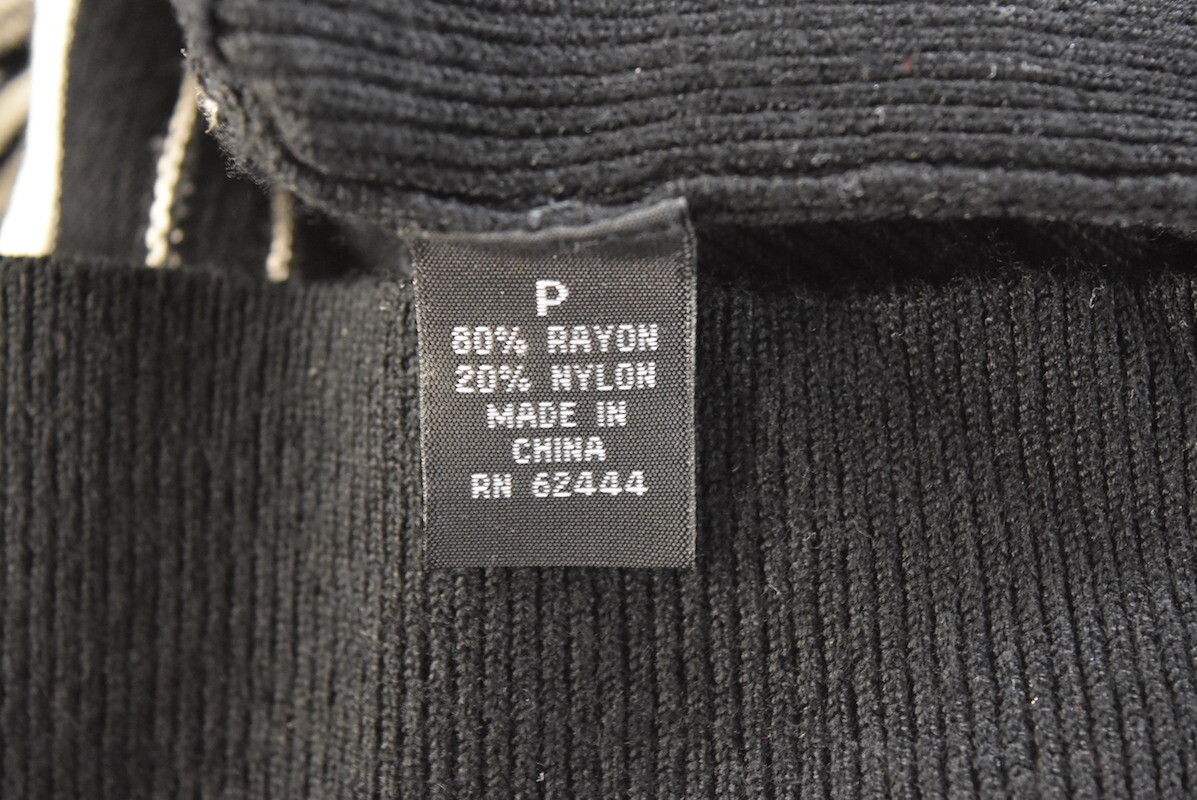 P
80% RAYON
20% NYLON
MADE IN
CHINA
RN 62444